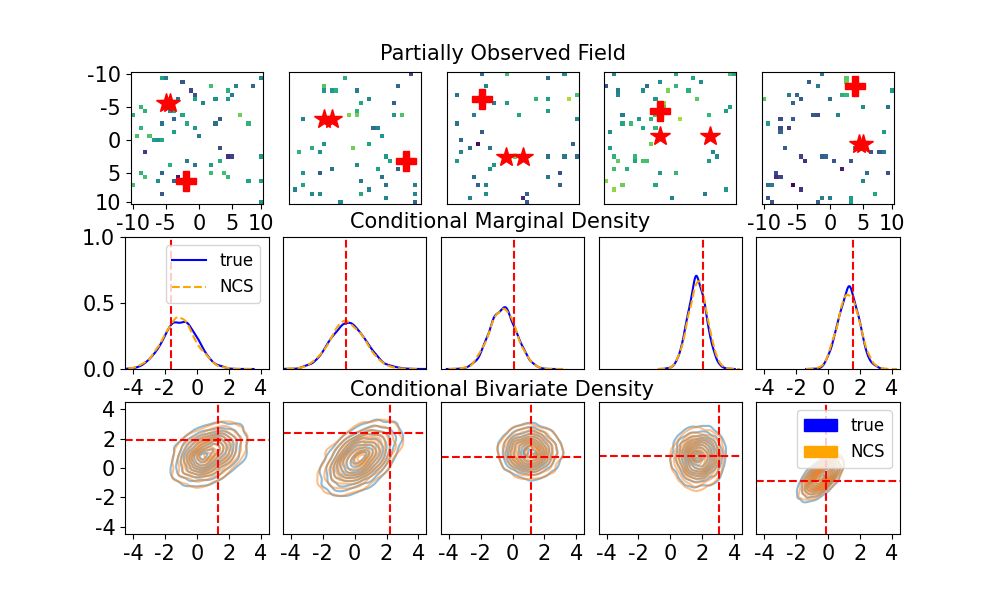 Partially Observed Field
-10
-5
0
5
10
-10 -5 0 5 10
-10 -5 0 5 10
Conditional Marginal Density
1.0
0.5
0.0
true
NCS
-4 -2 0 2 4
-4 -2 0 2 4
-4 -2 0 2 4
-4 -2 0 2 4
-4 -2 0 2 4
Conditional Bivariate Density
4
2
0
-2
-4
true
NCS
-4 -2 0 2 4
-4 -2 0 2 4
-4 -2 0 2 4
-4 -2 0 2 4
-4 -2 0 2 4